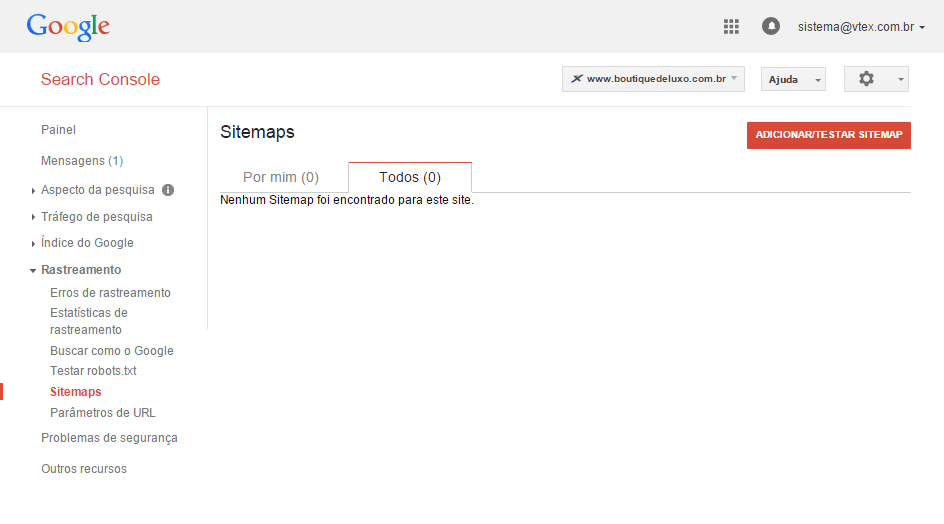 Google
sistema@vtex.com.br
Search Console
www.boutiquedeluxo.com.br
Ajuda
Painel
Mensagens (1)
Aspecto da pesquisa
Tráfego de pesquisa
Índice do Google
Rastreamento
Erros de rastreamento
Estatísticas de
rastreamento
Buscar como o Google
Testar robots.txt
Sitemaps
Parâmetros de URL
Problemas de segurança
Outros recursos
Sitemaps
ADICIONAR/TESTAR SITEMAP
Por mim (0)
Todos (0)
Nenhum Sitemap foi encontrado para este site.